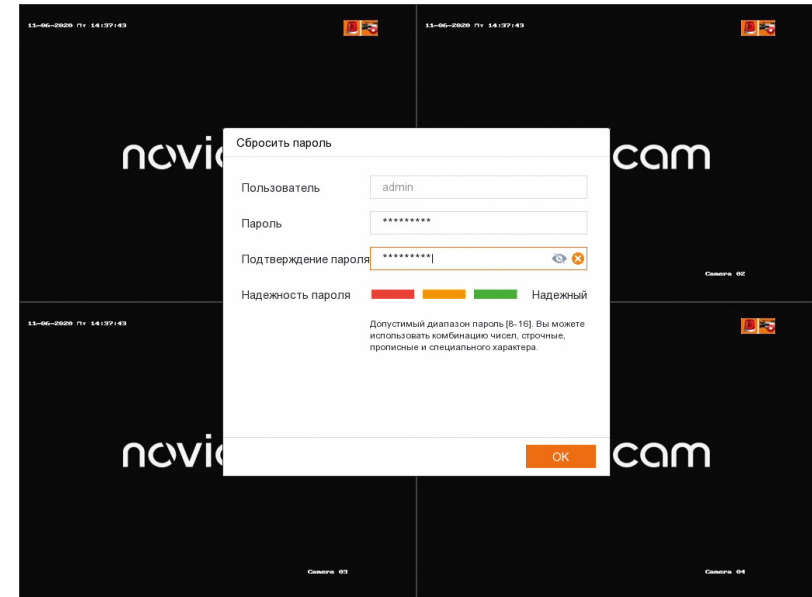 11-06-2020 Пт 14:37:43
11-06-2020 Пт 14:37:43
novic
cam
Сбросить пароль
Пользователь
admin
Пароль
*********
Подтверждение пароля
*********
Надежность пароля
Надежный
Допустимый диапазон пароль [8-16]. Вы можете
использовать комбинацию чисел, строчные,
прописные и специального характера.
OK
Camera 02
11-06-2020 Пт 14:37:43
novic
cam
Camera 03
Camera 04